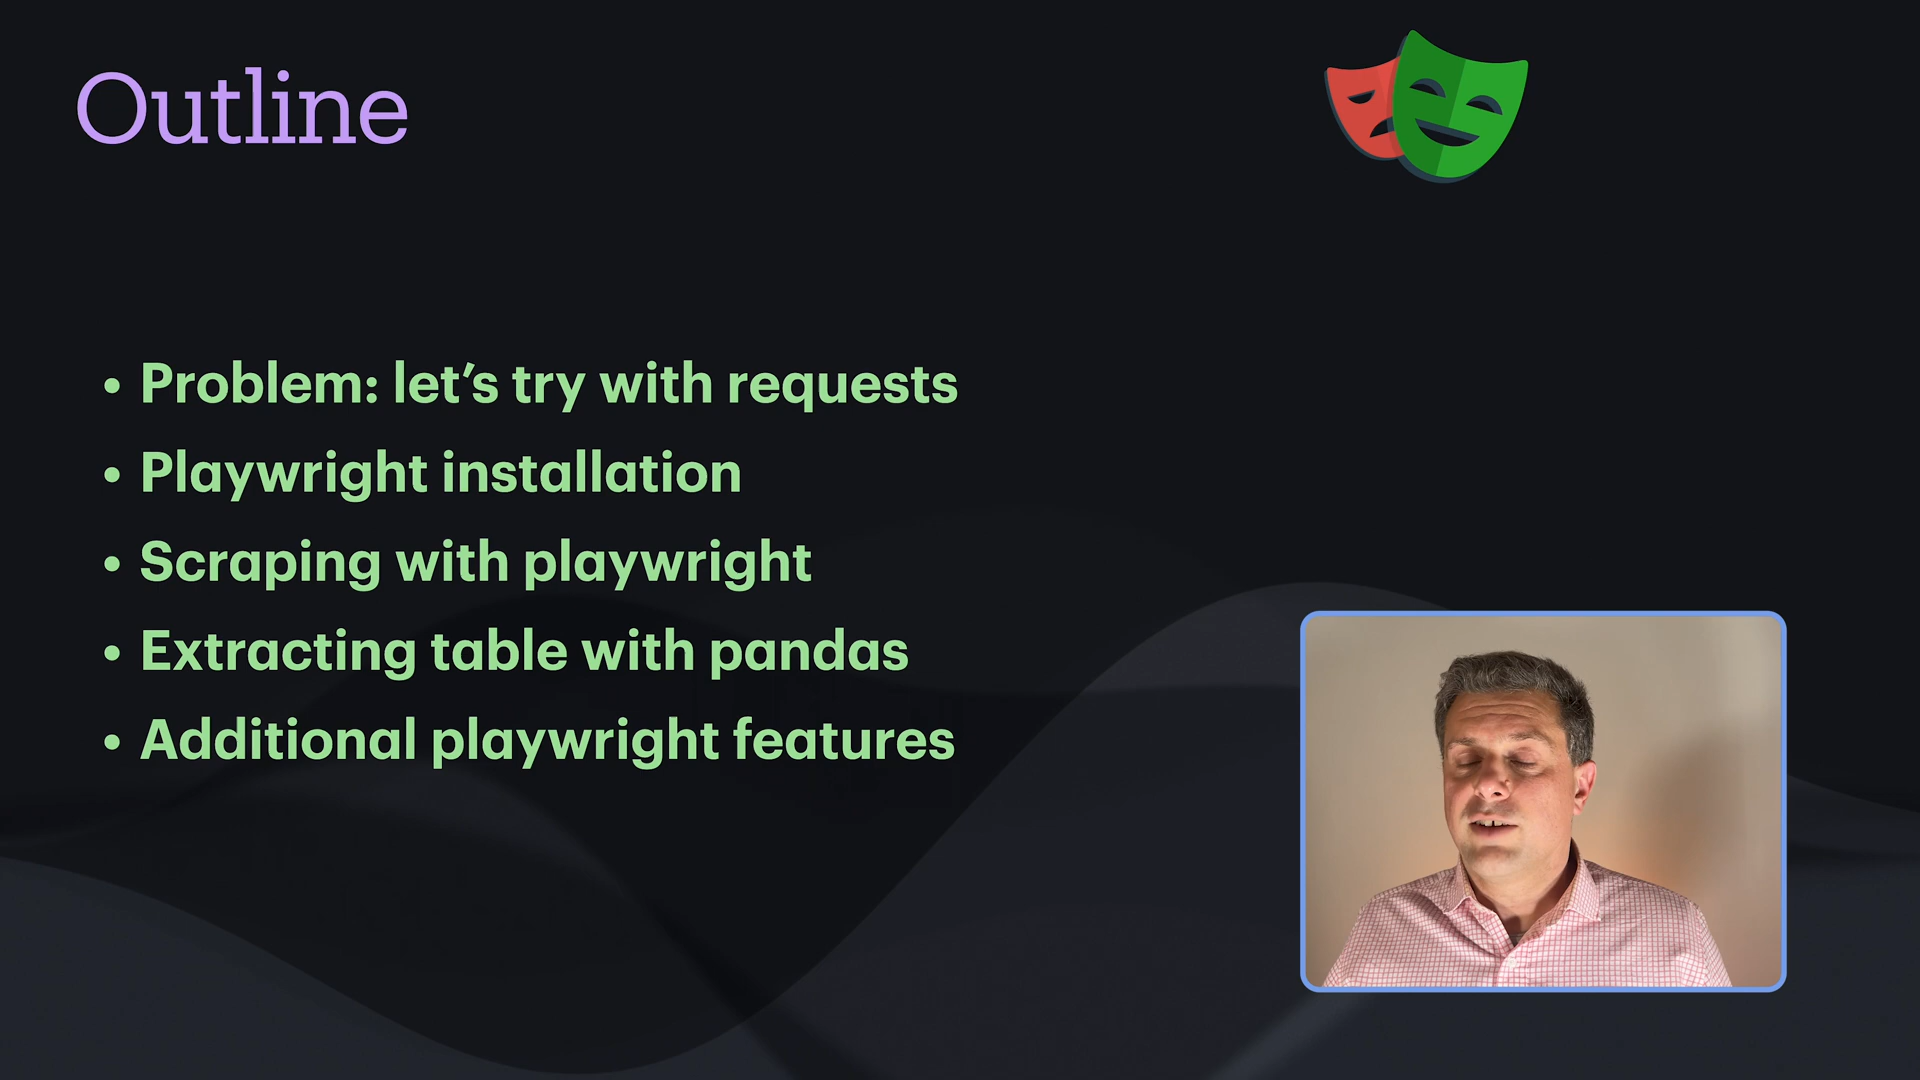 Outline
• Problem: let’s try with requests
• Playwright installation
• Scraping with playwright
• Extracting table with pandas
• Additional playwright features